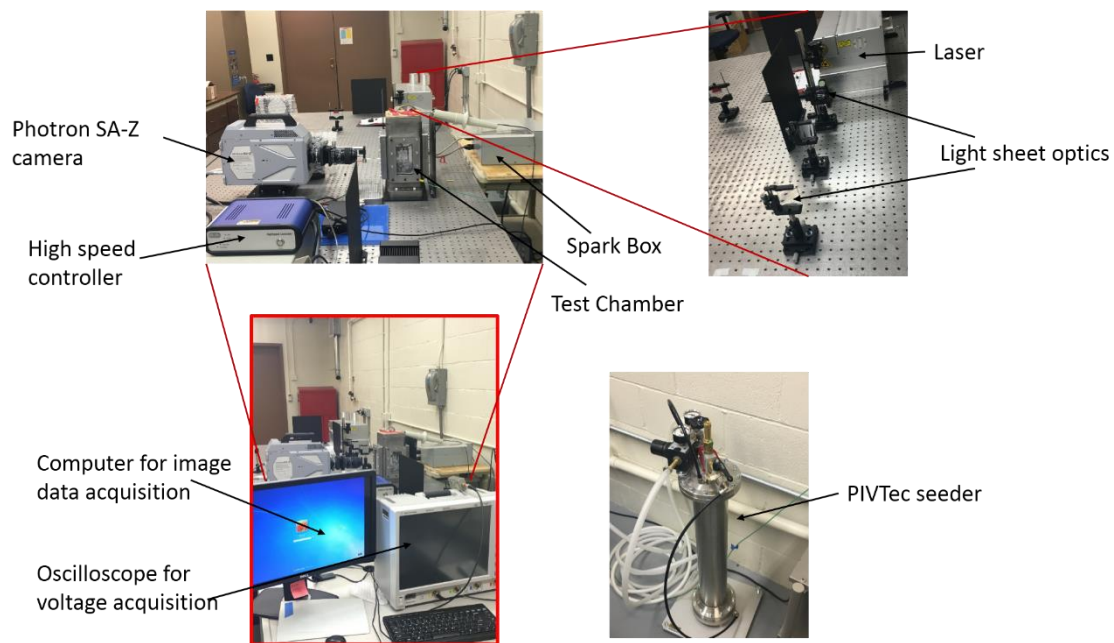 Photron SA-Z
camera
High speed
controller
Spark Box
Test Chamber
Laser
Light sheet optics
Computer for image
data acquisition
Oscilloscope for
voltage acquisition
PIVTec seeder